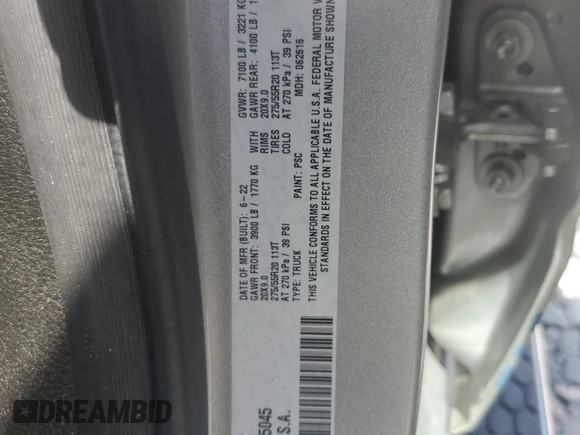 DATE OF MFR (BUILT): 6-22 GVWR: 7100 LB / 3221 KG
GAWR FRONT: 3900 LB / 1770 KG WITH GAWR REAR: 4100 LB /
20X9.0 RIMS 20X9.0
275/55R20 113T TIRES 275/55R20 113T
AT 270 kPa / 39 PSI COLD AT 270 kPa / 39 PSI
TYPE: TRUCK PAINT: PSC MDH: 062616
THIS VEHICLE CONFORMS TO ALL APPLICABLE U.S.A. FEDERAL MOTOR
STANDARDS IN EFFECT ON THE DATE OF MANUFACTURE SHOWN
5045
S.A.
DREAMBID